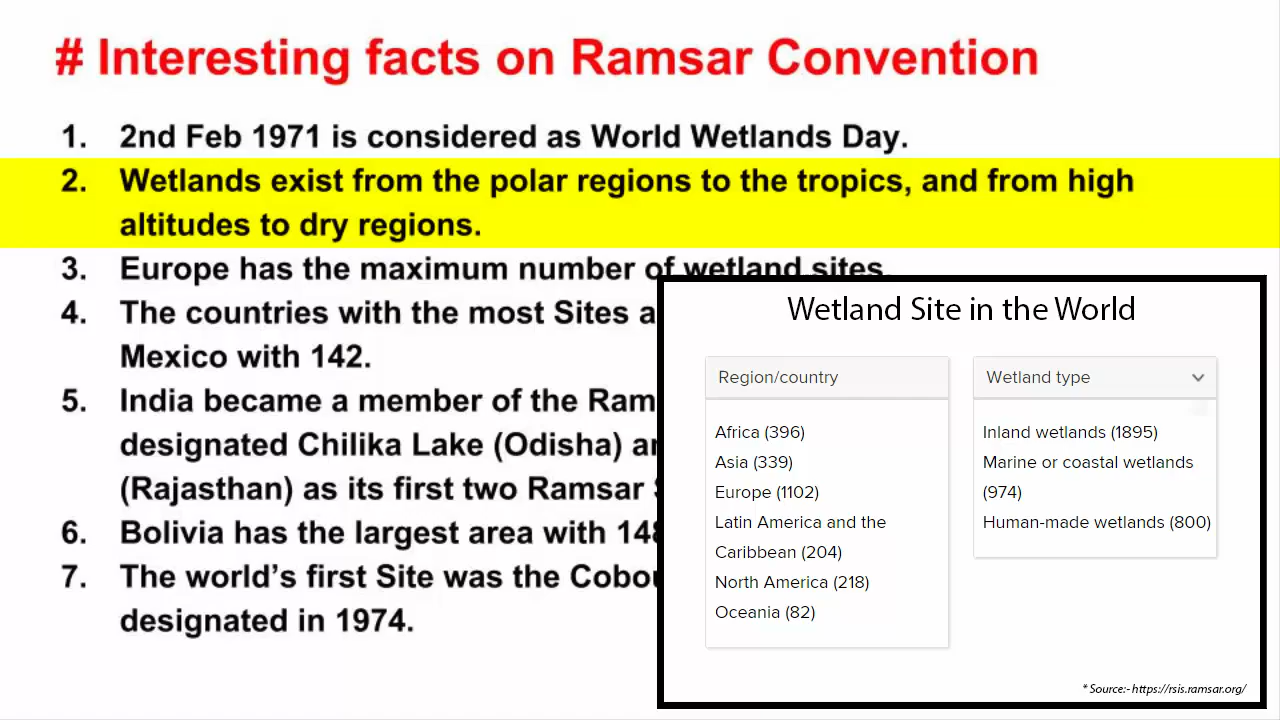 # Interesting facts on Ramsar Convention
1. 2nd Feb 1971 is considered as World Wetlands Day.
2. Wetlands exist from the polar regions to the tropics, and from high
altitudes to dry regions.
3. Europe has the maximum number of wetland sites.
4. The countries with the most Sites
Mexico with 142.
5. India became a member of the
designated Chilika Lake (Odisha)
(Rajasthan) as its first two Ramsar
6. Bolivia has the largest area with
7. The world's first Site was the
designated in 1974.
Wetland Site in the World
Region/country
Africa (396)
Asia (339)
Europe (1102)
Latin America and the
Caribbean (204)
North America (218)
Oceania (82)
Wetland type
Inland wetlands (1895)
Marine or coastal wetlands
(974)
Human-made wetlands (800)
* Source:- https://rsis.ramsar.org/